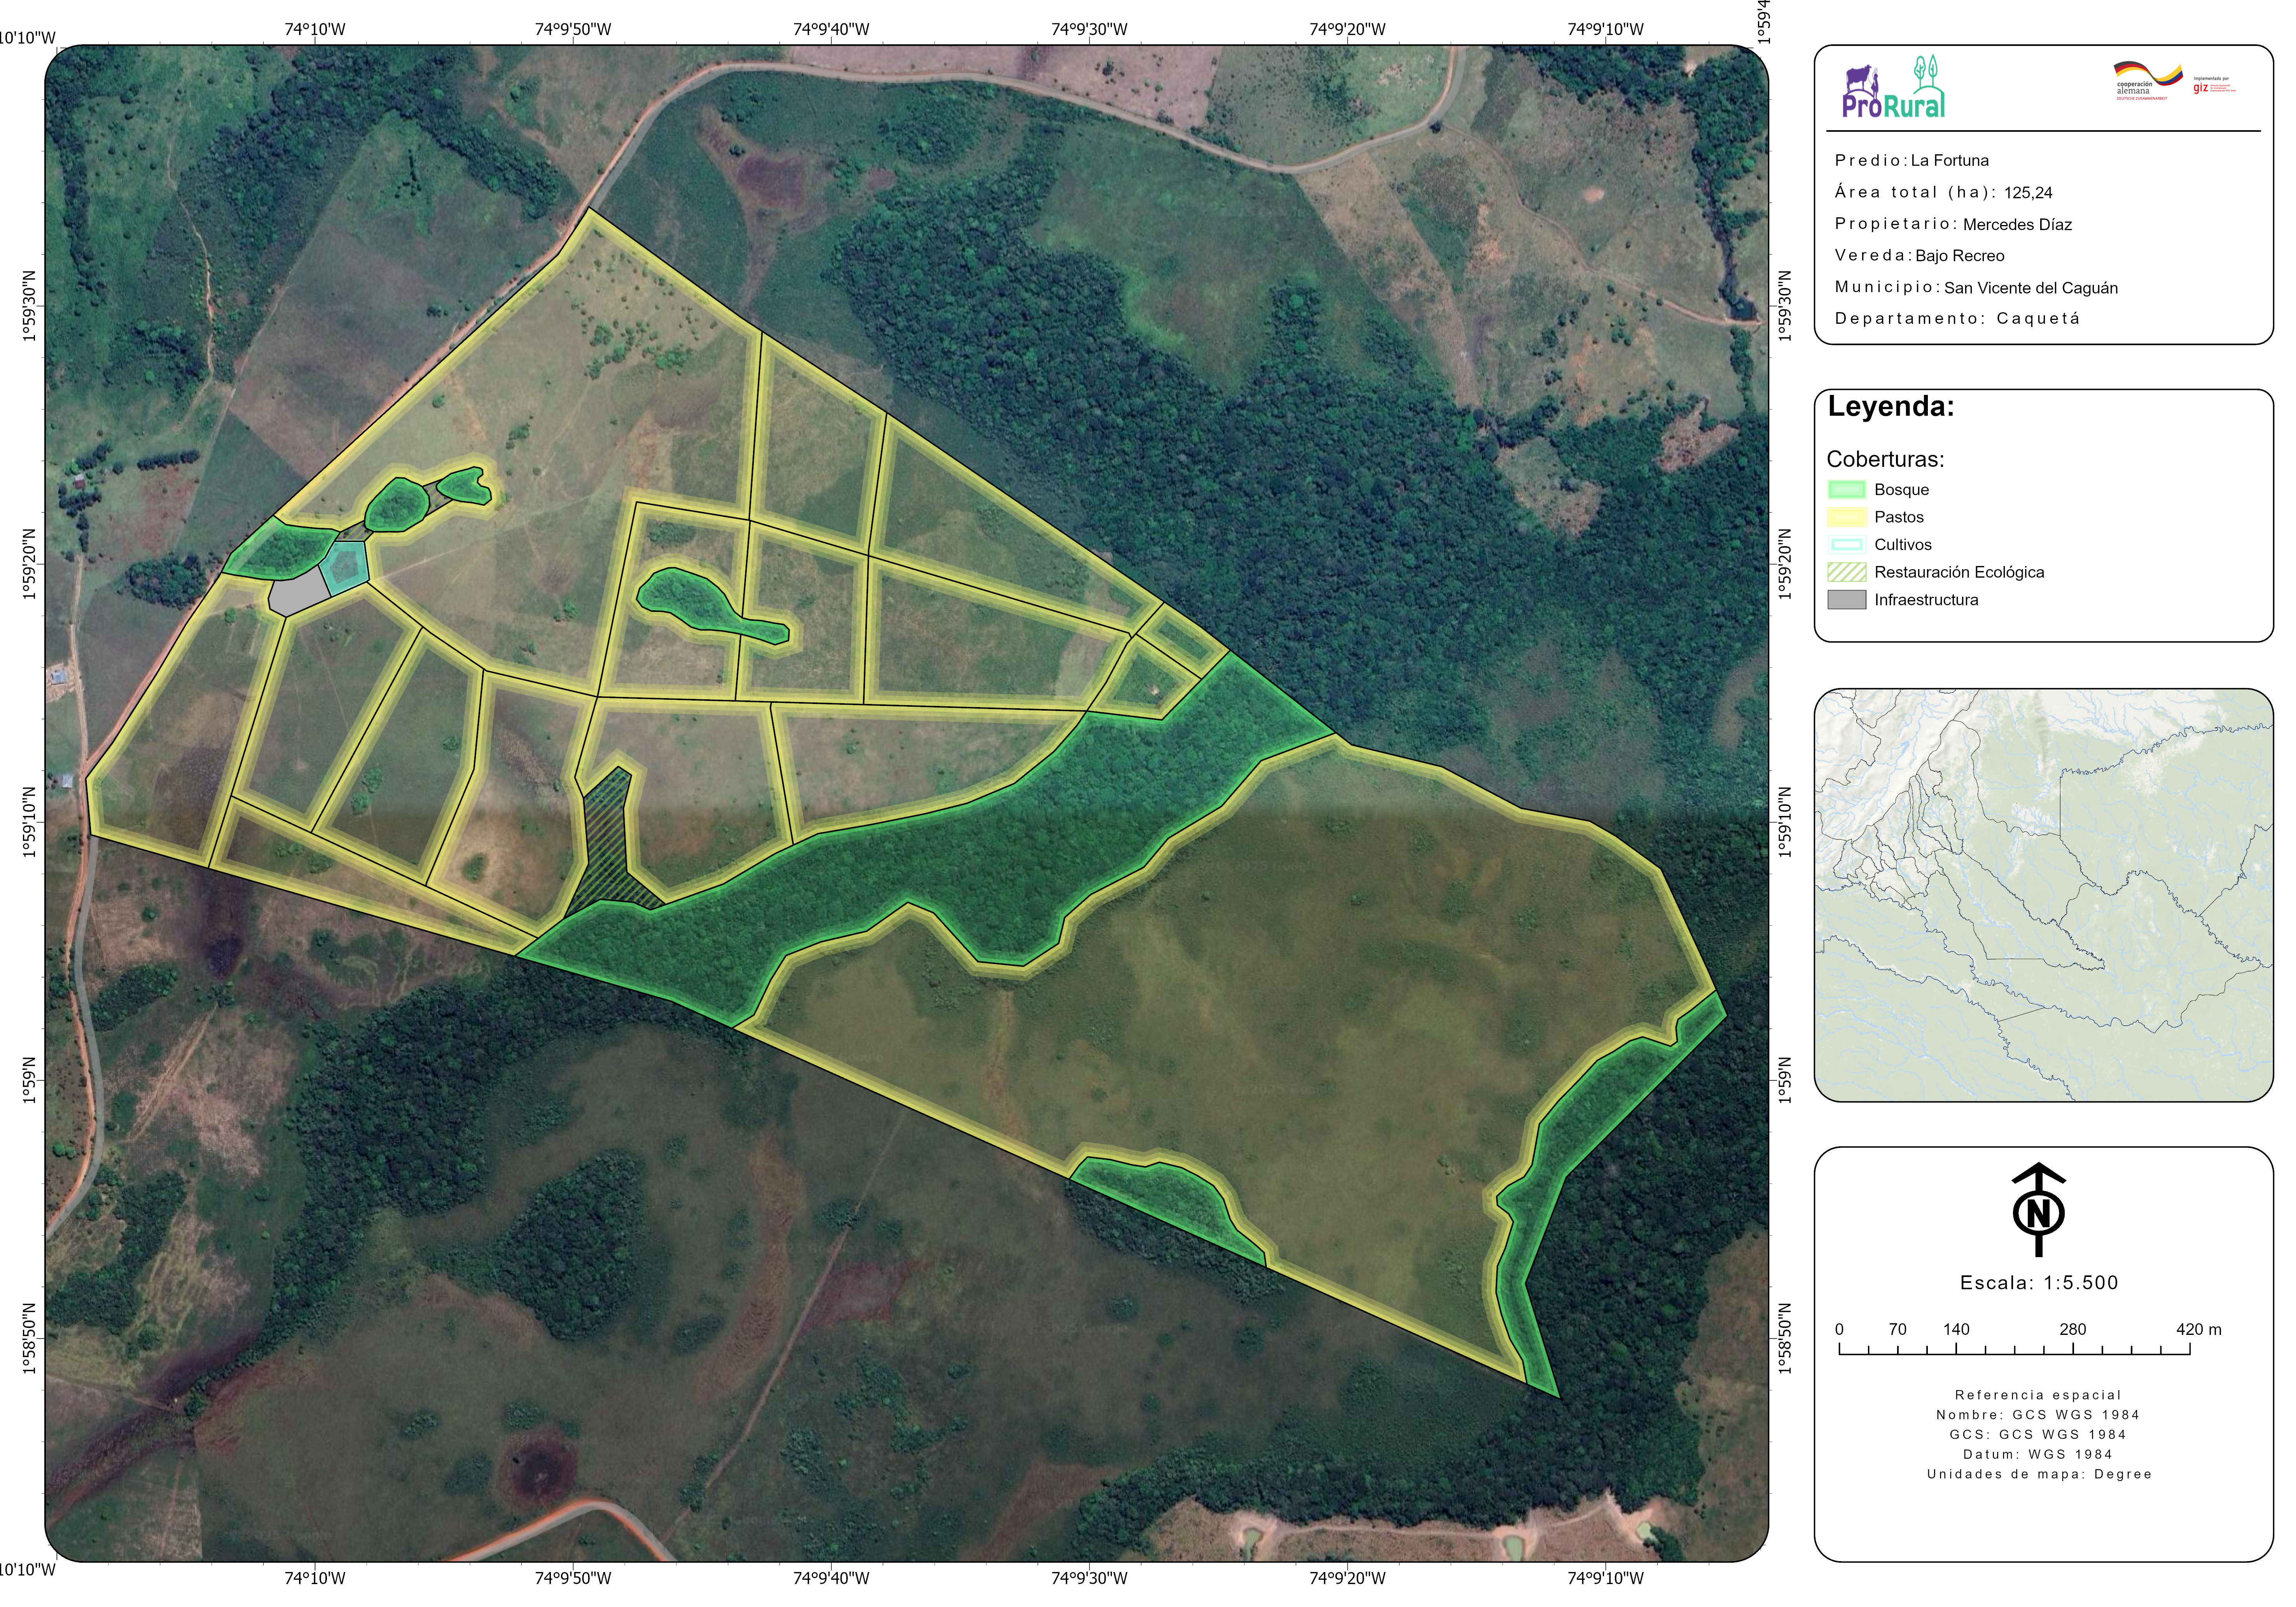 74°10'W
74°9'50"W
74°9'40"W
74°9'30"W
74°9'20"W
74°9'10"W
1°59'4
10'10"W
1°59'30"N
1°59'20"N
1°59'10"N
1°59'N
1°58'50"N
1°59'30"N
1°59'20"N
1°59'10"N
1°59'N
1°58'50"N
10'10"W
74°10'W
74°9'50"W
74°9'40"W
74°9'30"W
74°9'20"W
74°9'10"W
ProRural
cooperación
alemana
DEUTSCHE ZUSAMMENARBEIT
Implementada por
giz
Predio: La Fortuna
Área total (ha): 125,24
Propietario: Mercedes Díaz
Vereda: Bajo Recreo
Municipio: San Vicente del Caguán
Departamento: Caquetá
Leyenda:
Coberturas:
Bosque
Pastos
Cultivos
Restauración Ecológica
Infraestructura
N
Escala: 1:5.500
0 70 140 280 420 m
Referencia espacial
Nombre: GCS WGS 1984
GCS: GCS WGS 1984
Datum: WGS 1984
Unidades de mapa: Degree